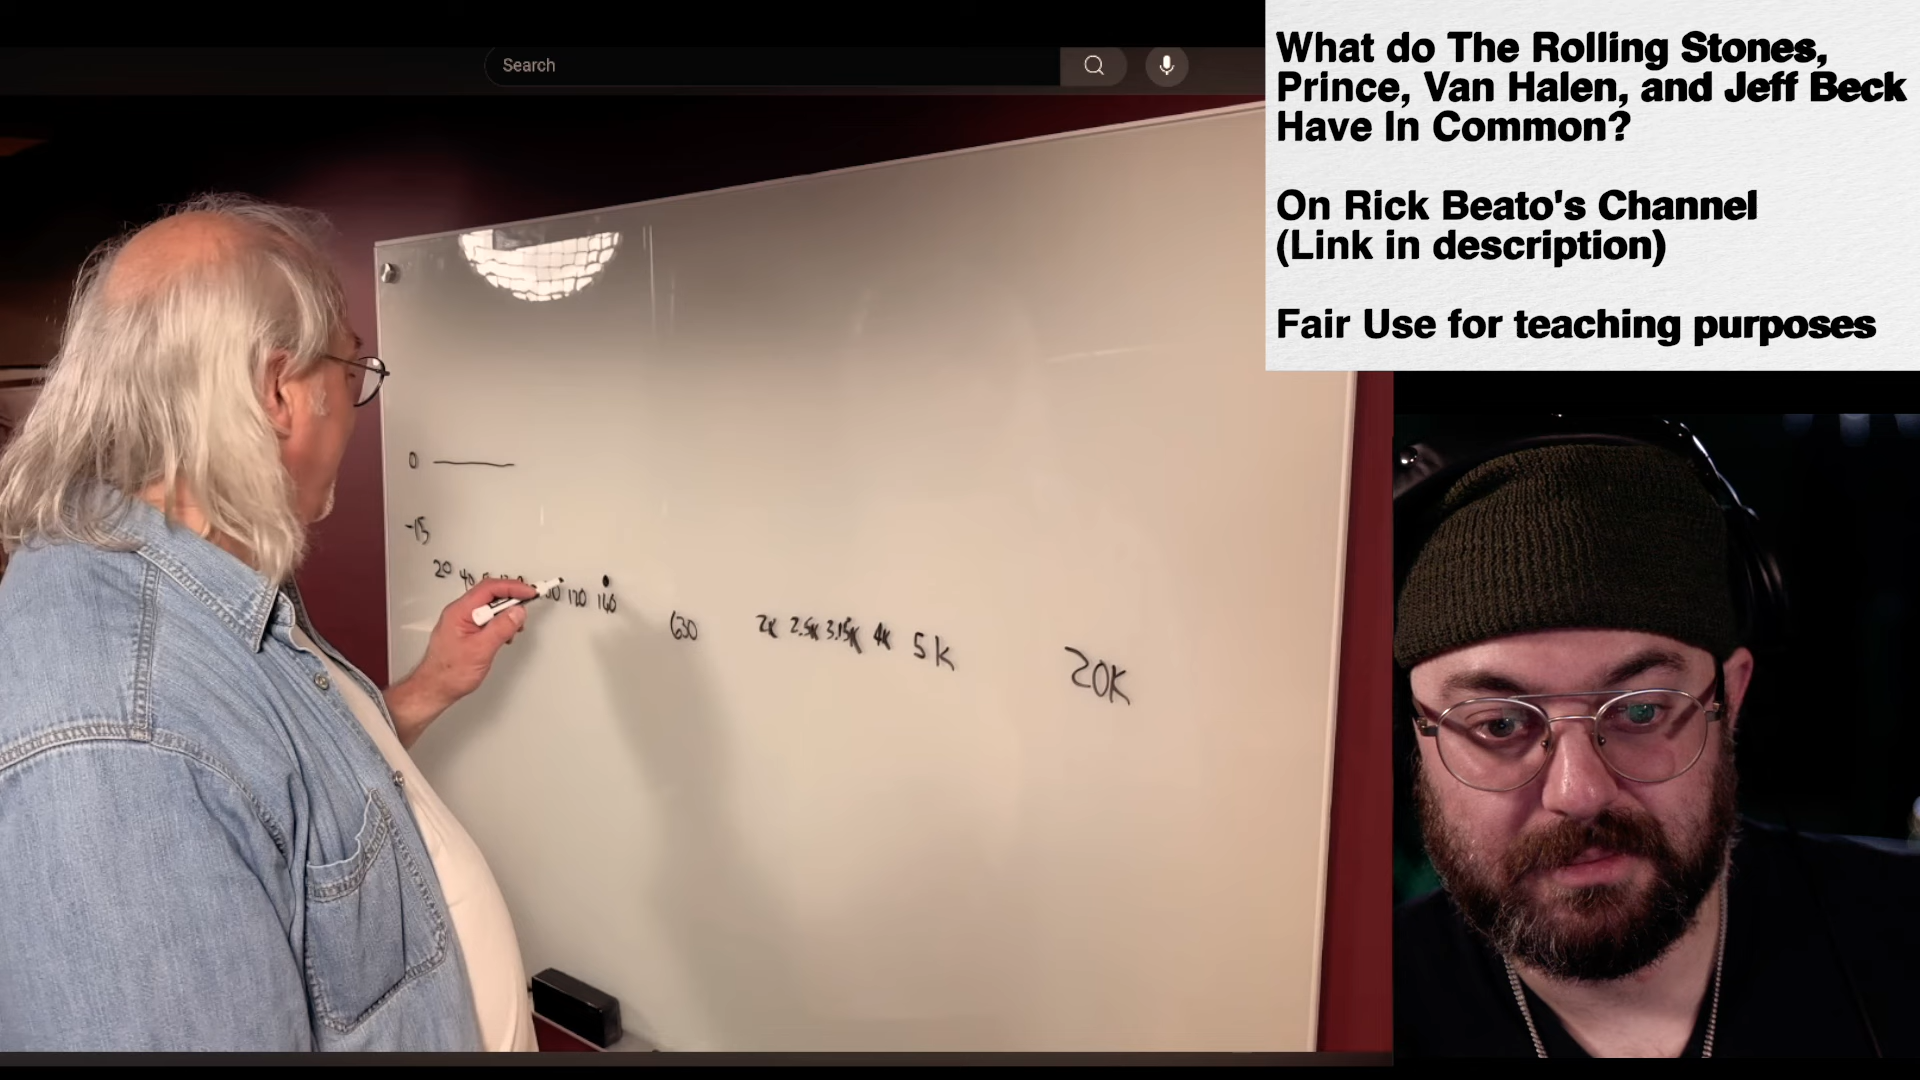 Search
What do The Rolling Stones,
Prince, Van Halen, and Jeff Beck
Have In Common?
On Rick Beato's Channel
(Link in description)
Fair Use for teaching purposes
0
-15
20 40 120 160
630 2K 2.5K 3.15K 4K 5K 20K